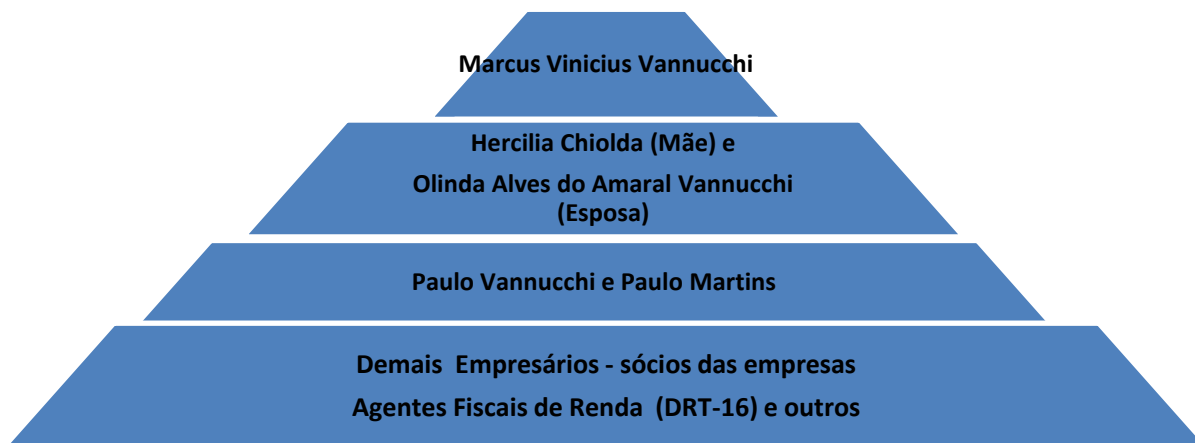 Marcus Vinicius Vannucchi
Hercilia Chiolda (Mãe) e
Olinda Alves do Amaral Vannucchi
(Esposa)
Paulo Vannucchi e Paulo Martins
Demais Empresários - sócios das empresas
Agentes Fiscais de Renda (DRT-16) e outros